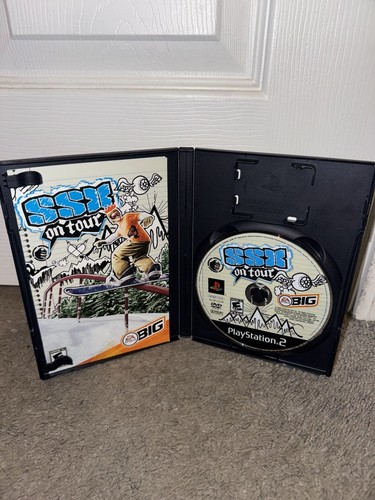 SSX
on tour
EA
BIG
SSX
on tour
EA
BIG
PlayStation.2